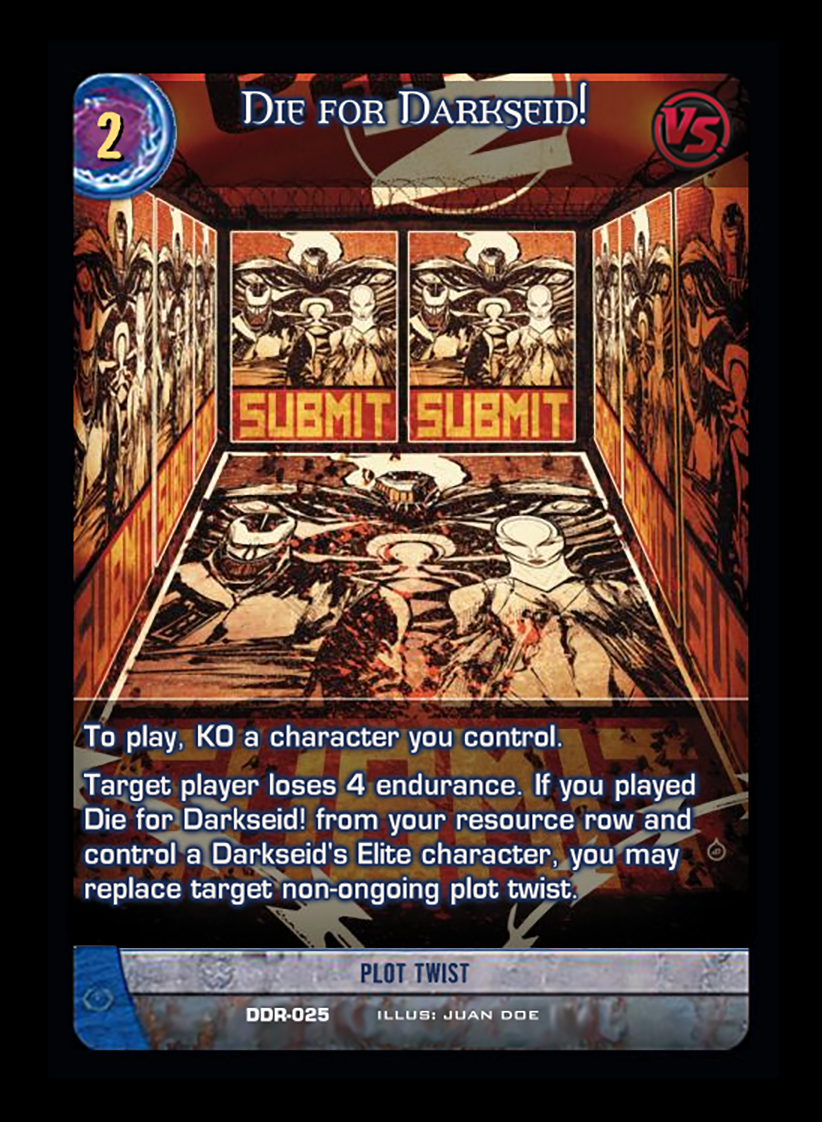 2
Die for Darkseid!
VS.
SUBMIT SUBMIT
To play, KO a character you control.
Target player loses 4 endurance. If you played
Die for Darkseid! from your resource row and
control a Darkseid's Elite character, you may
replace target non-ongoing plot twist.
PLOT TWIST
DDR-025 ILLUS: JUAN DOE